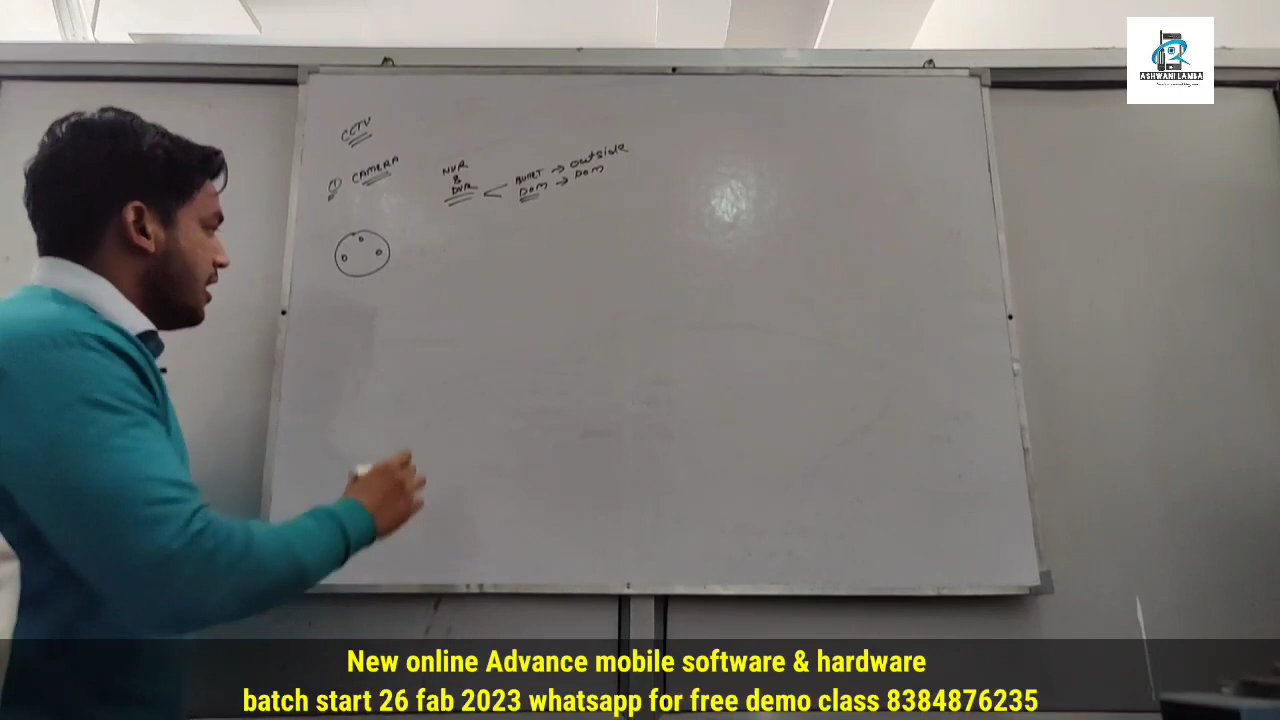 ASHWANI LAMBA
CCTV
① CAMERA
NVR
&
DVR
BULLET → outside
DOM → DOM
New online Advance mobile software & hardware
batch start 26 fab 2023 whatsapp for free demo class 8384876235